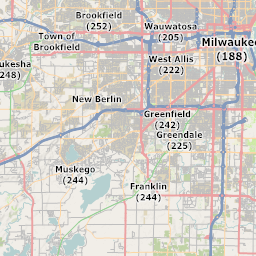 Brookfield
(252)
Wauwatosa
(205)
Town of
Brookfield
Milwaukee
(188)
West Allis
(222)
ukesha
(248)
New Berlin
Greenfield
(242)
Greendale
(225)
Muskego
(244)
Franklin
(244)